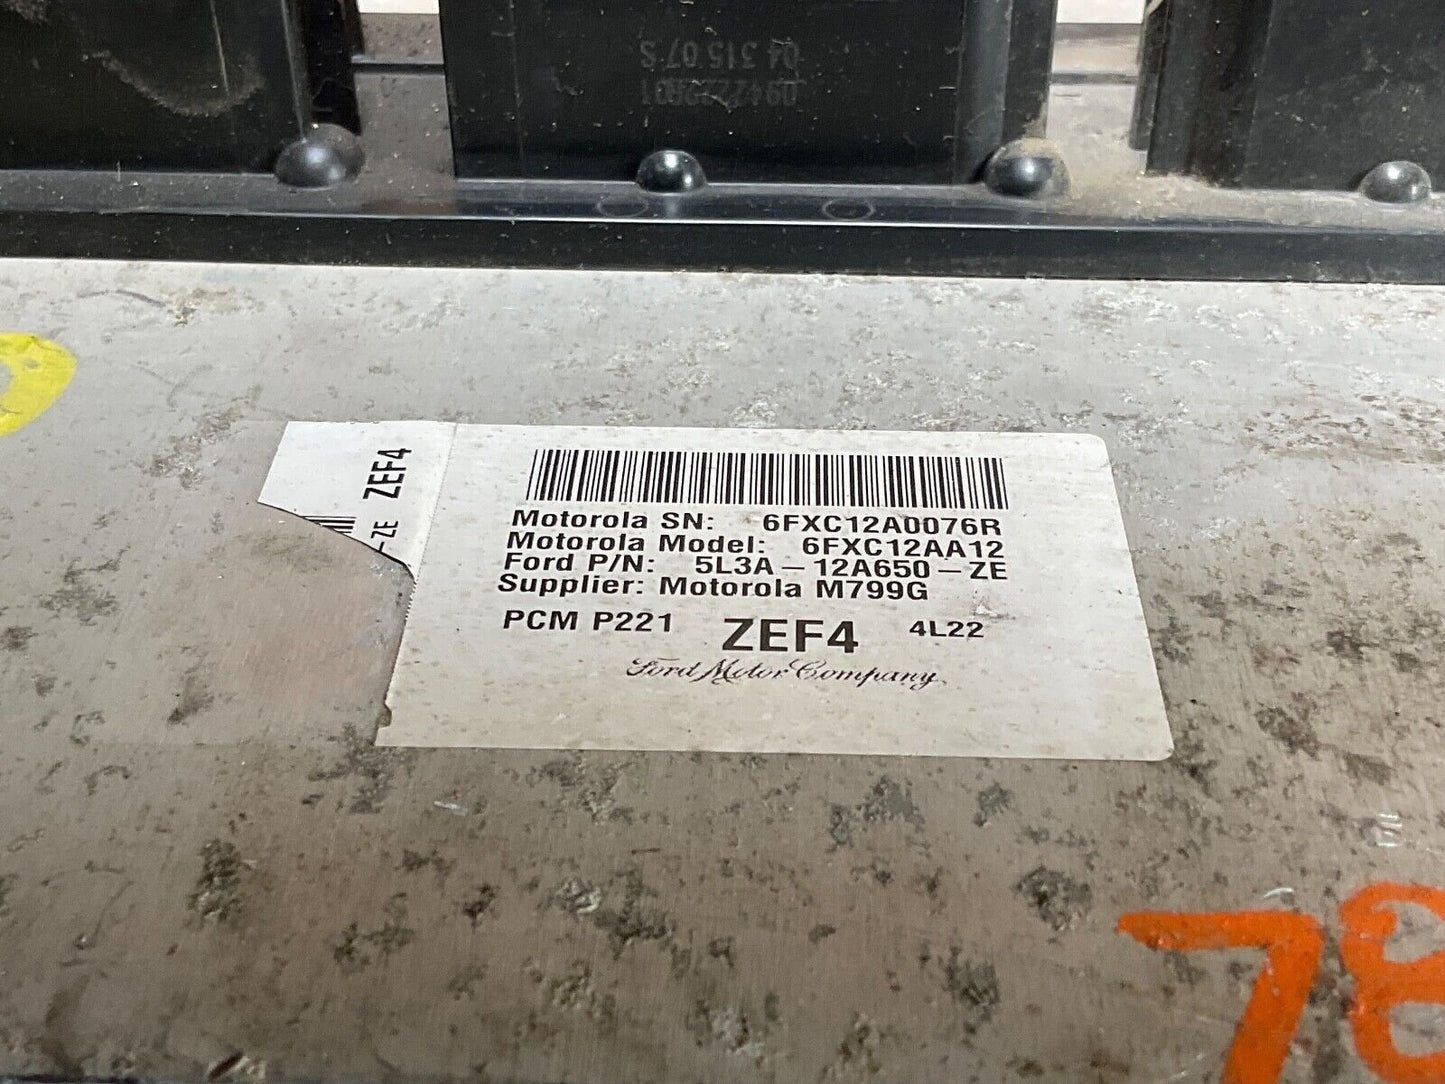 04 315 07 S
ZEF4
-ZE
Motorola SN: 6FXC12A0076R
Motorola Model: 6FXC12AA12
Ford P/N: 5L3A-12A650-ZE
Supplier: Motorola M799G
PCM P221 ZEF4 4L22
Ford Motor Company
78